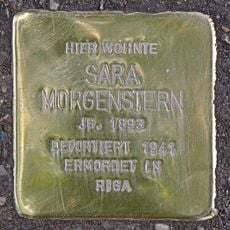 HIER WOHNTE
SARA
MORGENSTERN
JG. 1893
DEPORTIERT 1941
ERMORDET IN
RIGA